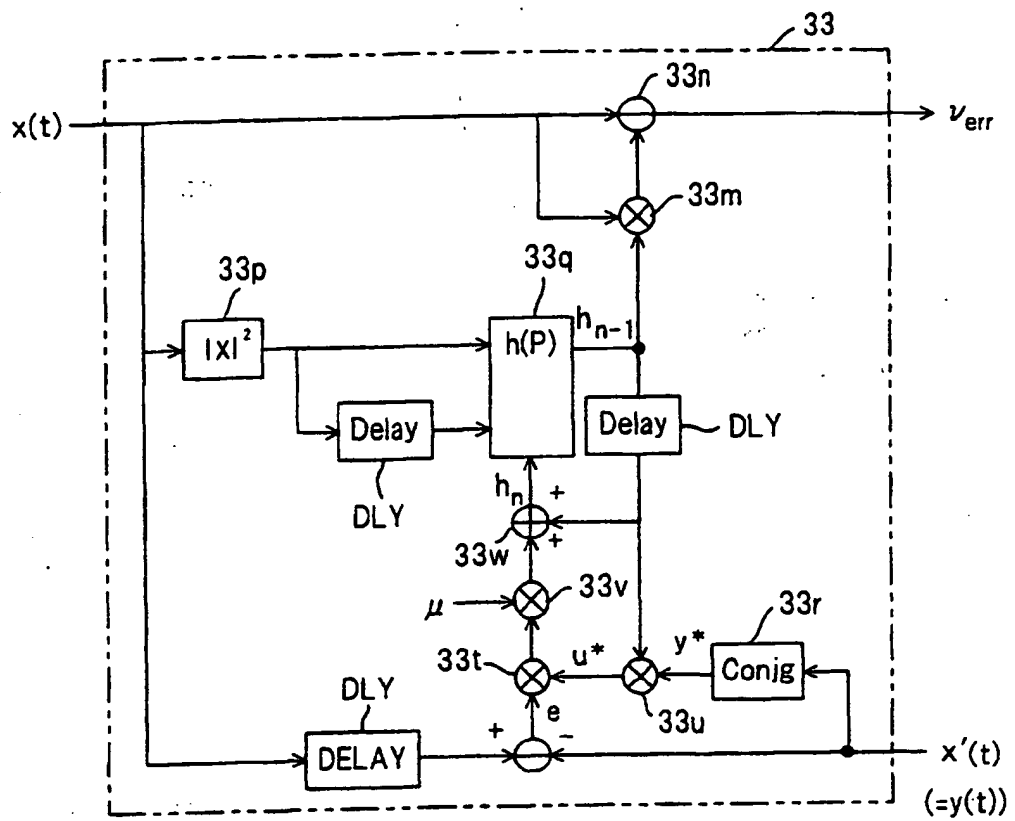 33
33n
x(t)
ν_err
33m
33p
33q
|x|²
h(P)
h_{n-1}
Delay
Delay
DLY
DLY
h_n
+
+
33w
μ
33v
33r
33t
u*
y*
Conjg
33u
DLY
e
+
-
DELAY
x'(t)
(=y(t))